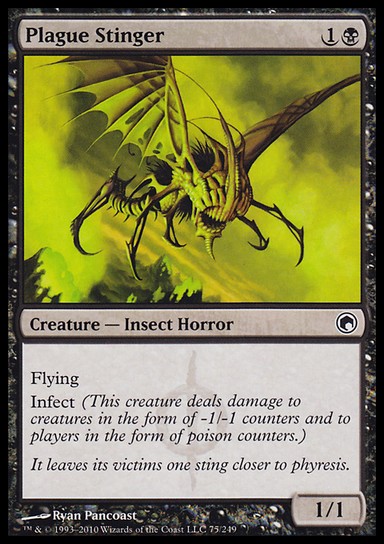 Plague Stinger 1
Creature — Insect Horror
Flying
Infect (This creature deals damage to
creatures in the form of -1/-1 counters and to
players in the form of poison counters.)
It leaves its victims one sting closer to phyresis.
Ryan Pancoast
™ & © 1993–2010 Wizards of the Coast LLC 75/249
1/1